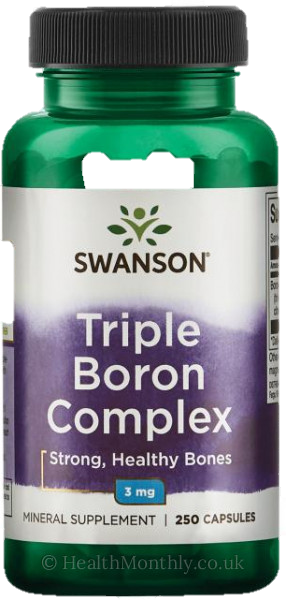 SWANSON®
Triple
Boron
Complex
Strong, Healthy Bones
3 mg
MINERAL SUPPLEMENT | 250 CAPSULES
© HealthMonthly.co.uk